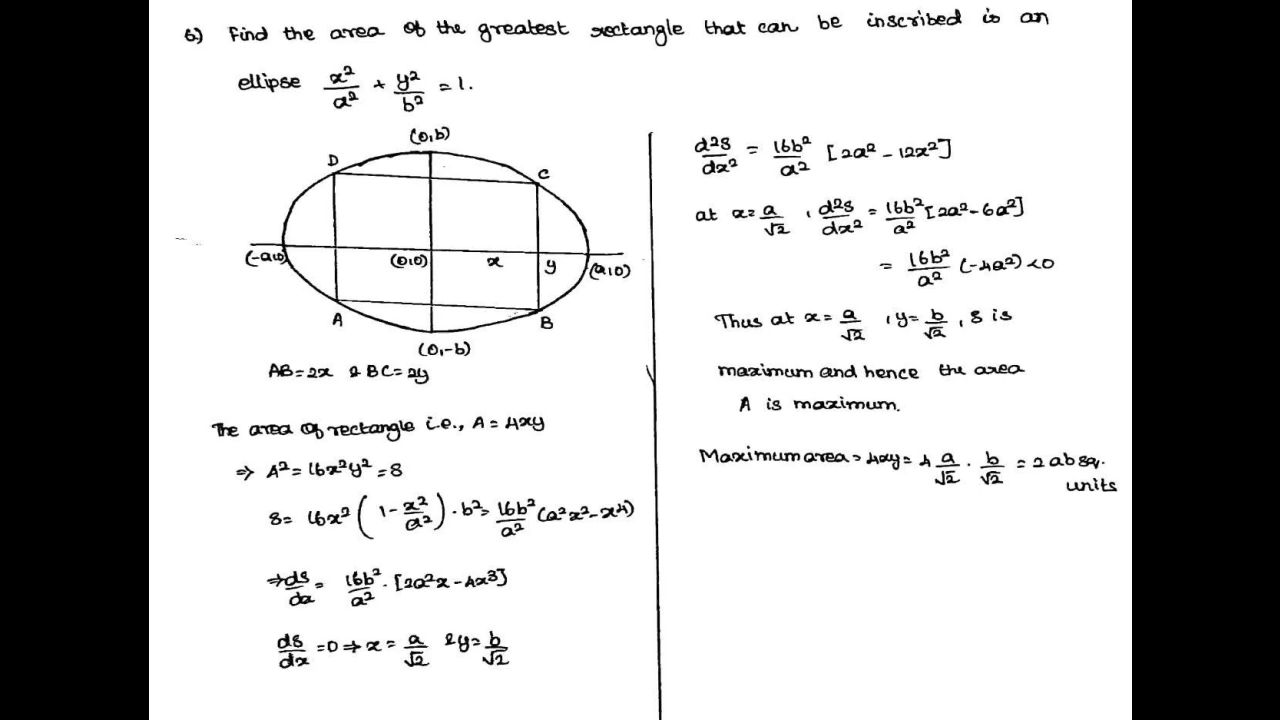 6) Find the area of the greatest rectangle that can be inscribed is an
ellipse x²/a² + y²/b² = 1.
(0,b)
D
C
(-a,0)
(0,0)
x
y
(a,0)
A
B
(0,-b)
AB=2x & BC=2y
The area of rectangle i.e., A = 4xy
⇒ A² = 16x²y² = S
S = 16x² (1 - x²/a²) · b² = 16b²/a² (a²x² - x⁴)
⇒ ds/dx = 16b²/a² · [2a²x - 4x³]
ds/dx = 0 ⇒ x = a/√2 & y = b/√2
d²s/dx² = 16b²/a² [2a² - 12x²]
at x = a/√2 , d²s/dx² = 16b²/a² [2a² - 6a²]
= 16b²/a² (-4a²) < 0
Thus at x = a/√2 , y = b/√2 , S is
maximum and hence the area
A is maximum.
Maximum area = 4xy = 4 a/√2 · b/√2 = 2ab sq.
units